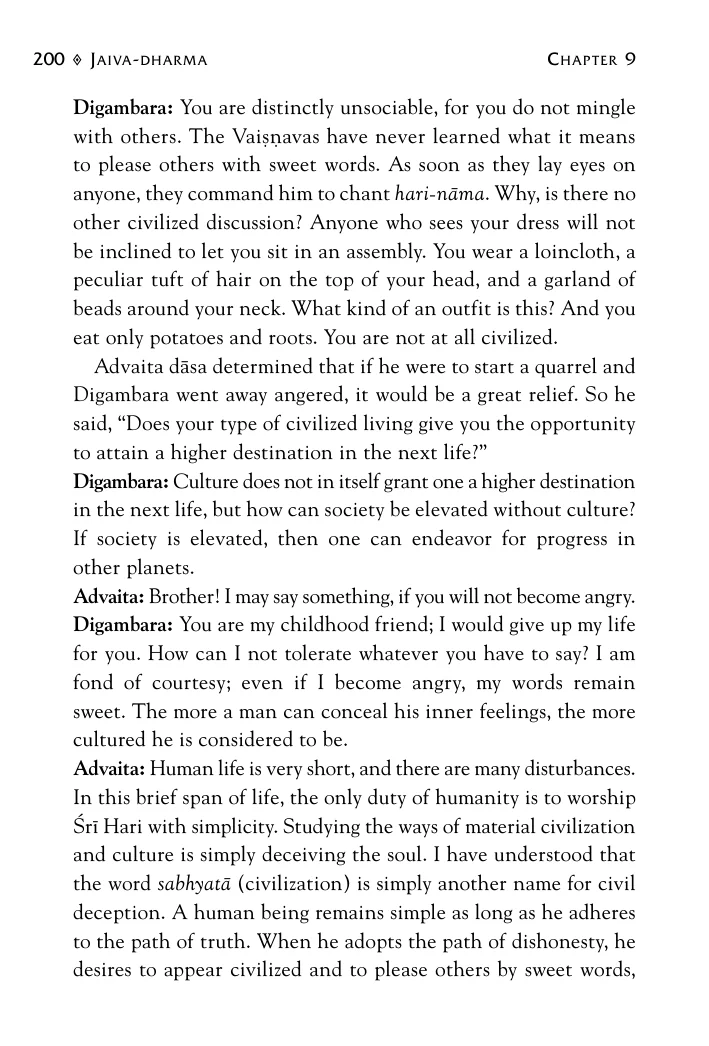 200 ◊ Jaiva-dharma Chapter 9
Digambara: You are distinctly unsociable, for you do not mingle
with others. The Vaiṣṇavas have never learned what it means
to please others with sweet words. As soon as they lay eyes on
anyone, they command him to chant hari-nāma. Why, is there no
other civilized discussion? Anyone who sees your dress will not
be inclined to let you sit in an assembly. You wear a loincloth, a
peculiar tuft of hair on the top of your head, and a garland of
beads around your neck. What kind of an outfit is this? And you
eat only potatoes and roots. You are not at all civilized.
Advaita dāsa determined that if he were to start a quarrel and
Digambara went away angered, it would be a great relief. So he
said, “Does your type of civilized living give you the opportunity
to attain a higher destination in the next life?”
Digambara: Culture does not in itself grant one a higher destination
in the next life, but how can society be elevated without culture?
If society is elevated, then one can endeavor for progress in
other planets.
Advaita: Brother! I may say something, if you will not become angry.
Digambara: You are my childhood friend; I would give up my life
for you. How can I not tolerate whatever you have to say? I am
fond of courtesy; even if I become angry, my words remain
sweet. The more a man can conceal his inner feelings, the more
cultured he is considered to be.
Advaita: Human life is very short, and there are many disturbances.
In this brief span of life, the only duty of humanity is to worship
Śrī Hari with simplicity. Studying the ways of material civilization
and culture is simply deceiving the soul. I have understood that
the word sabhyatā (civilization) is simply another name for civil
deception. A human being remains simple as long as he adheres
to the path of truth. When he adopts the path of dishonesty, he
desires to appear civilized and to please others by sweet words,